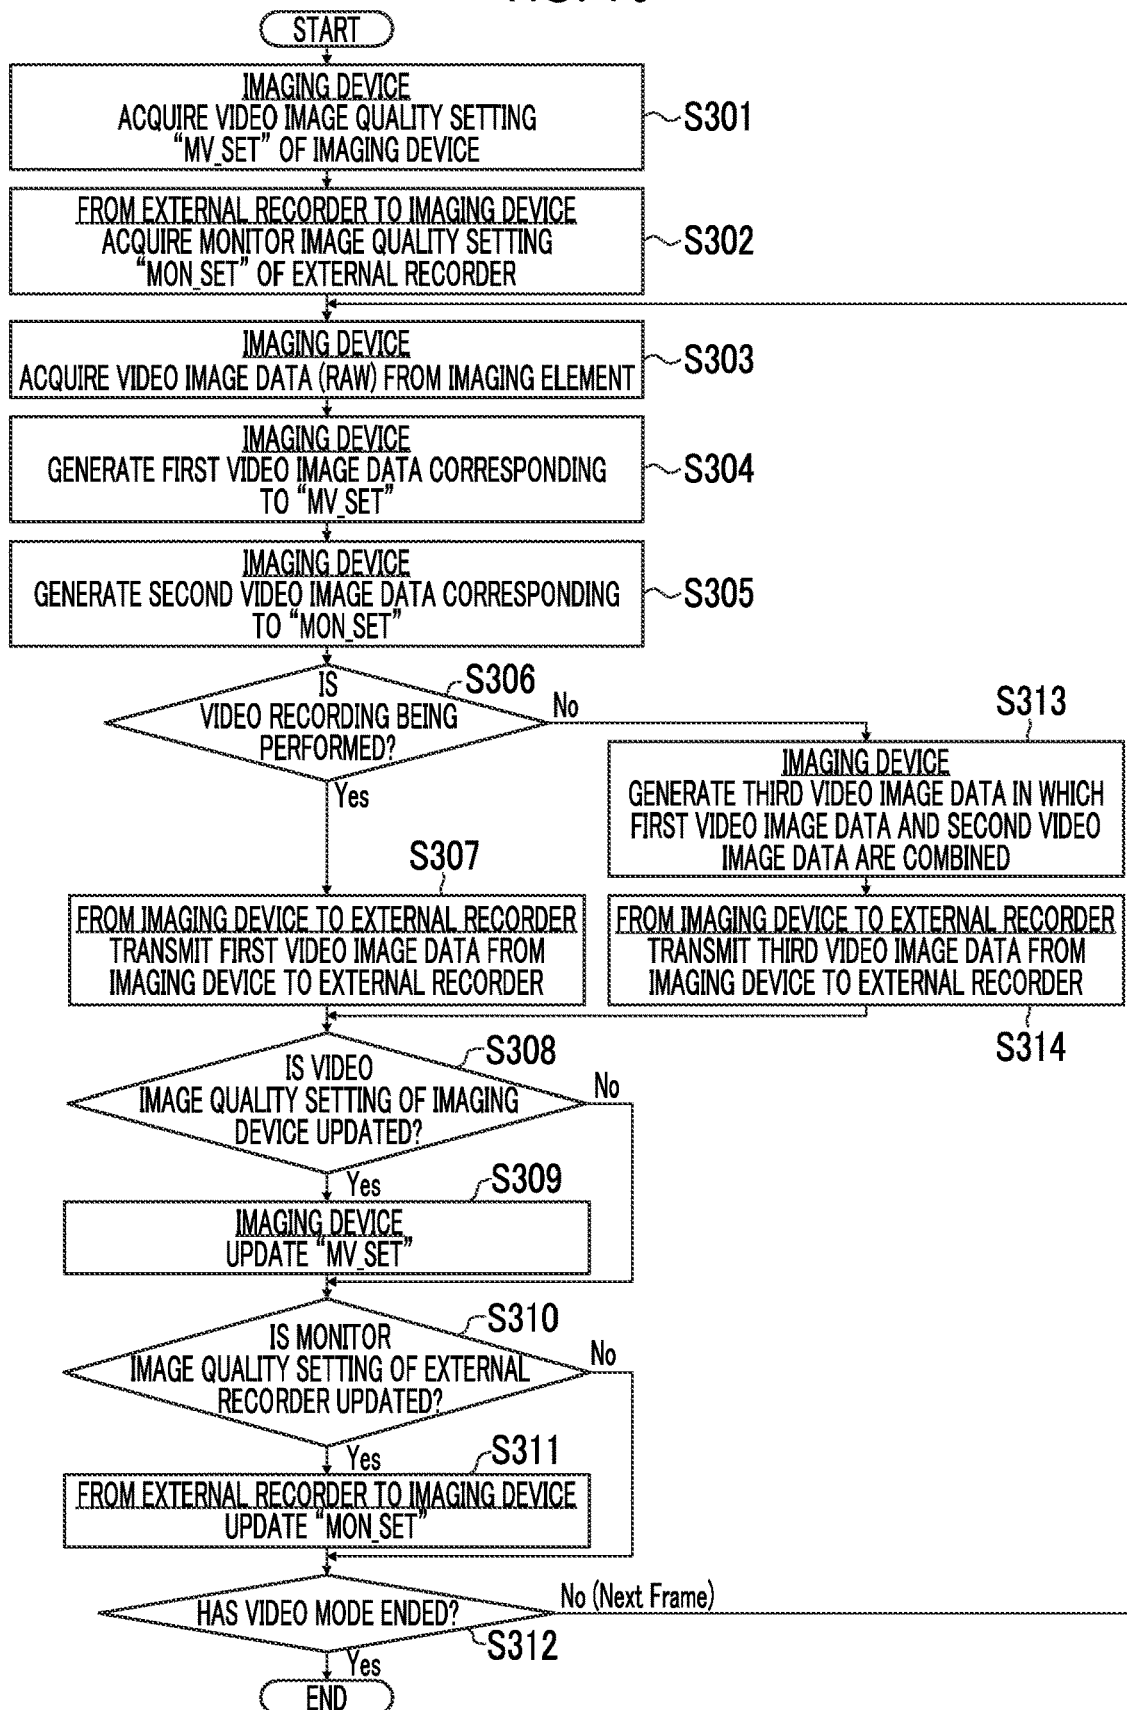 START
IMAGING DEVICE
ACQUIRE VIDEO IMAGE QUALITY SETTING
“MV_SET” OF IMAGING DEVICE
S301
FROM EXTERNAL RECORDER TO IMAGING DEVICE
ACQUIRE MONITOR IMAGE QUALITY SETTING
“MON_SET” OF EXTERNAL RECORDER
S302
IMAGING DEVICE
ACQUIRE VIDEO IMAGE DATA (RAW) FROM IMAGING ELEMENT
S303
IMAGING DEVICE
GENERATE FIRST VIDEO IMAGE DATA CORRESPONDING
TO “MV_SET”
S304
IMAGING DEVICE
GENERATE SECOND VIDEO IMAGE DATA CORRESPONDING
TO “MON_SET”
S305
S306
IS
VIDEO RECORDING BEING
PERFORMED?
No
Yes
S313
IMAGING DEVICE
GENERATE THIRD VIDEO IMAGE DATA IN WHICH
FIRST VIDEO IMAGE DATA AND SECOND VIDEO
IMAGE DATA ARE COMBINED
S307
FROM IMAGING DEVICE TO EXTERNAL RECORDER
TRANSMIT FIRST VIDEO IMAGE DATA FROM
IMAGING DEVICE TO EXTERNAL RECORDER
FROM IMAGING DEVICE TO EXTERNAL RECORDER
TRANSMIT THIRD VIDEO IMAGE DATA FROM
IMAGING DEVICE TO EXTERNAL RECORDER
S314
S308
IS VIDEO
IMAGE QUALITY SETTING OF IMAGING
DEVICE UPDATED?
No
Yes
S309
IMAGING DEVICE
UPDATE “MV_SET”
S310
IS MONITOR
IMAGE QUALITY SETTING OF EXTERNAL
RECORDER UPDATED?
No
Yes
S311
FROM EXTERNAL RECORDER TO IMAGING DEVICE
UPDATE “MON_SET”
HAS VIDEO MODE ENDED?
No (Next Frame)
S312
Yes
END